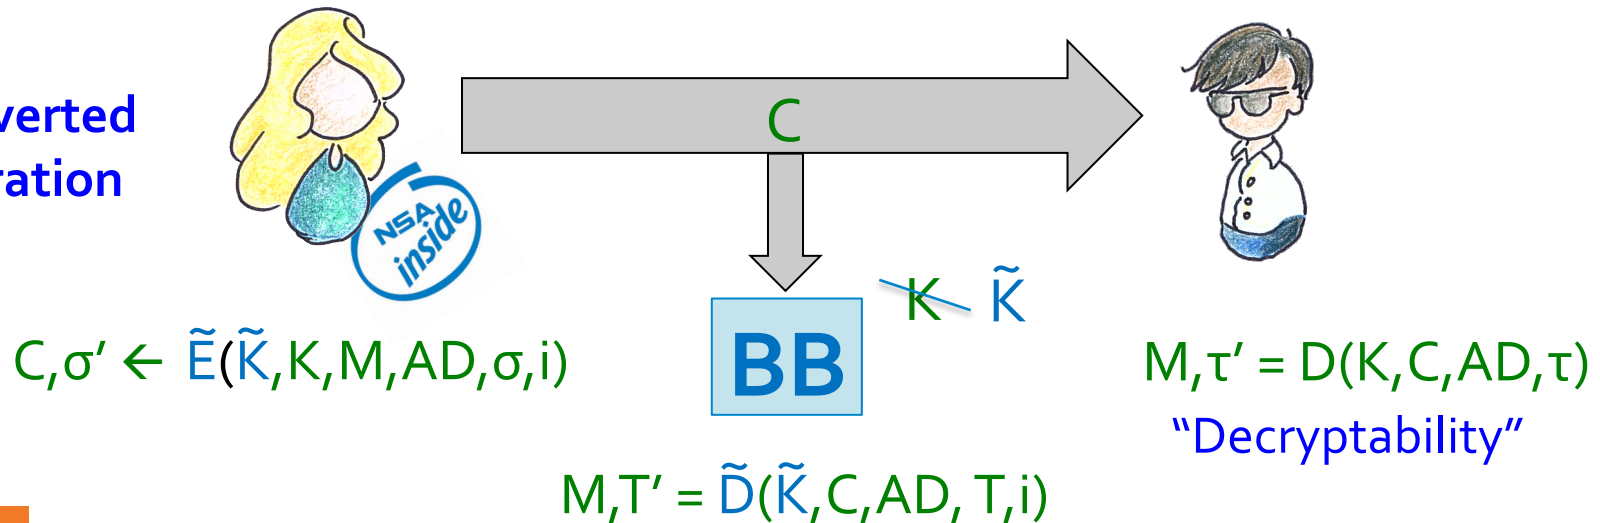 verted
ration
C
NSA
inside
K K̃
BB
C,σ′ ← Ẽ(K̃,K,M,AD,σ,i)
M,τ′ = D(K,C,AD,τ)
“Decryptability”
M,T′ = D̃(K̃,C,AD, T,i)